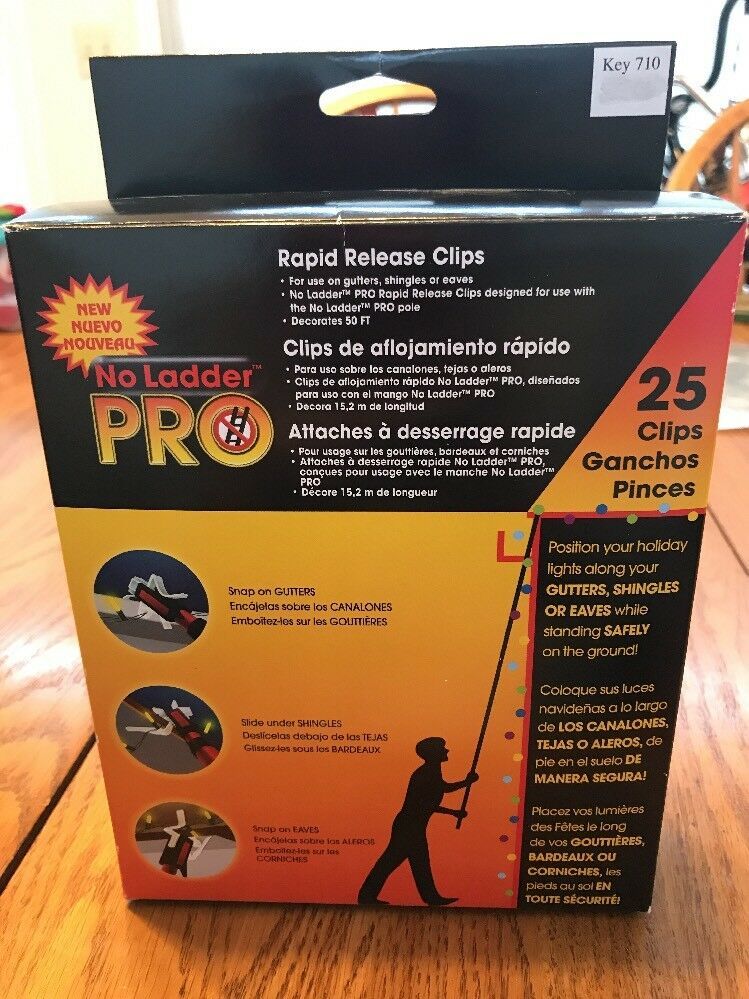 Key 710
Rapid Release Clips
• For use on gutters, shingles or eaves
• No Ladder™ PRO Rapid Release Clips designed for use with
the No Ladder™ PRO pole
• Decorates 50 FT
NEW
NUEVO
NOUVEAU
No Ladder™
PRO
Clips de aflojamiento rápido
• Para uso sobre los canalones, tejas o aleros
• Clips de aflojamiento rápido No Ladder™ PRO, diseñados
para uso con el mango No Ladder™ PRO
• Decora 15,2 m de longitud
Attaches à desserrage rapide
• Pour usage sur les gouttières, bardeaux et corniches
• Attaches à desserrage rapide No Ladder™ PRO,
conçues pour usage avec le manche No Ladder™
PRO
• Décore 15,2 m de longueur
25
Clips
Ganchos
Pinces
Snap on GUTTERS
Encájelas sobre los CANALONES
Emboîtez-les sur les GOUTTIÈRES
Slide under SHINGLES
Deslícelas debajo de las TEJAS
Glissez-les sous les BARDEAUX
Snap on EAVES
Encájelas sobre los ALEROS
Emboîtez-les sur les
CORNICHES
Position your holiday
lights along your
GUTTERS, SHINGLES
OR EAVES while
standing SAFELY
on the ground!
Coloque sus luces
navideñas a lo largo
de LOS CANALONES,
TEJAS O ALEROS, de
pie en el suelo DE
MANERA SEGURA!
Placez vos lumières
des Fêtes le long
de vos GOUTTIÈRES,
BARDEAUX OU
CORNICHES, les
pieds au sol EN
TOUTE SÉCURITÉ!